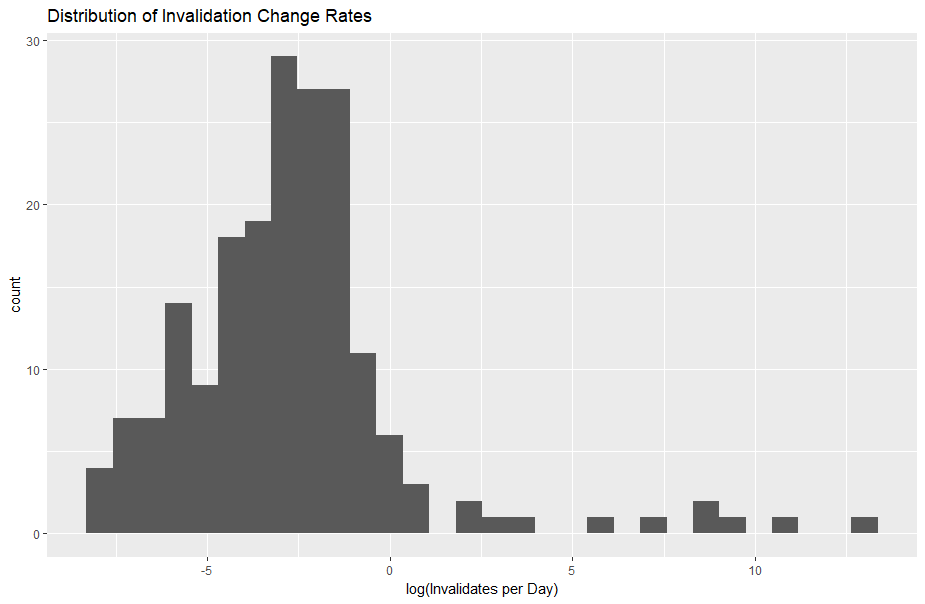 Distribution of Invalidation Change Rates
30
20
10
0
count
-5
0
5
10
log(Invalidates per Day)